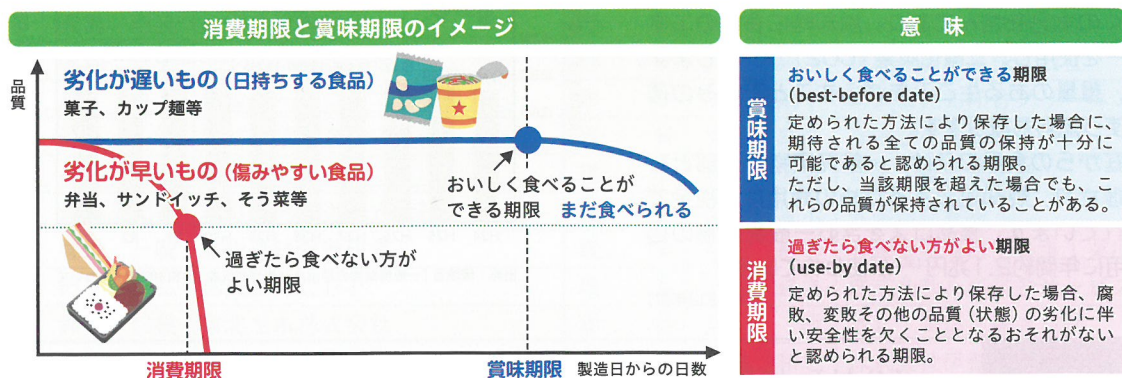 消費期限と賞味期限のイメージ
品質
劣化が遅いもの（日持ちする食品）
菓子、カップ麺等
劣化が早いもの（傷みやすい食品）
弁当、サンドイッチ、そう菜等
おいしく食べることが
できる期限 まだ食べられる
過ぎたら食べない方が
よい期限
消費期限
賞味期限
製造日からの日数
意味
賞味期限
おいしく食べることができる期限
（best-before date）
定められた方法により保存した場合に、
期待される全ての品質の保持が十分に
可能であると認められる期限。
ただし、当該期限を超えた場合でも、こ
れらの品質が保持されていることがある。
消費期限
過ぎたら食べない方がよい期限
（use-by date）
定められた方法により保存した場合、腐
敗、変敗その他の品質（状態）の劣化に伴
い安全性を欠くこととなるおそれがない
と認められる期限。